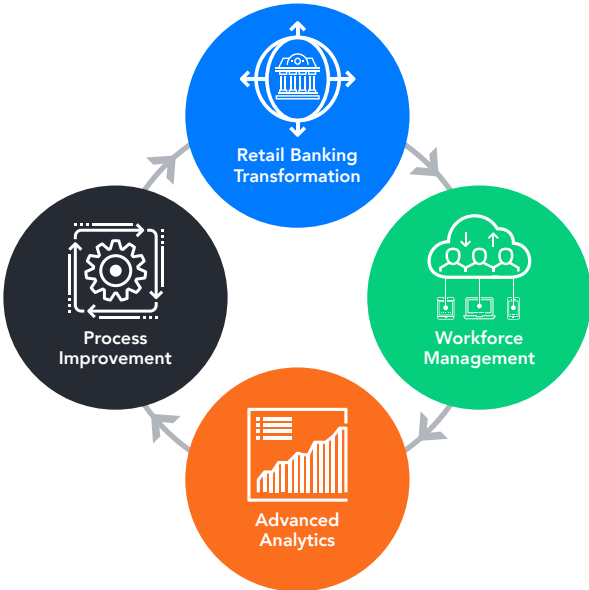 Retail Banking
Transformation
Workforce
Management
Advanced
Analytics
Process
Improvement